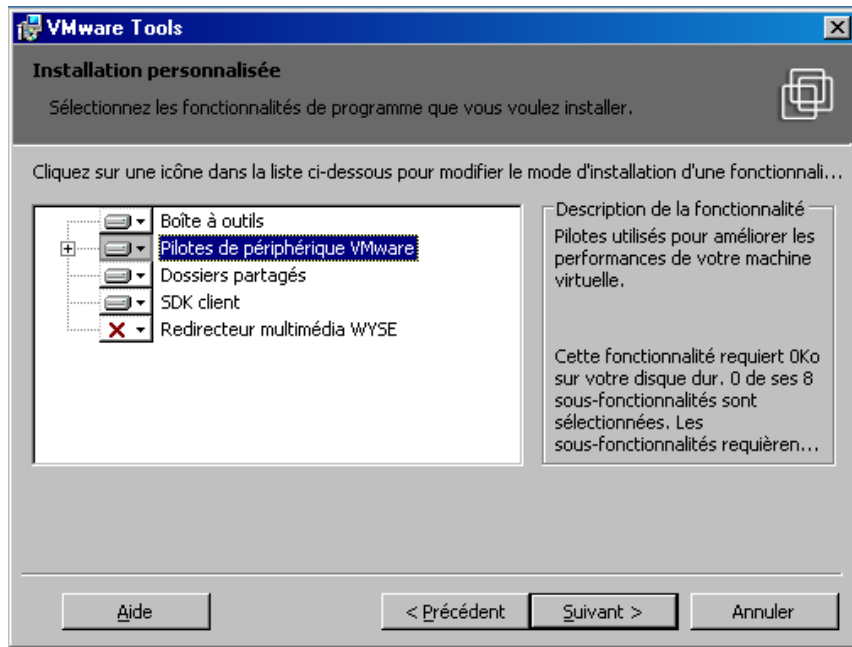 VMware Tools
Installation personnalisée
Sélectionnez les fonctionnalités de programme que vous voulez installer.
Cliquez sur une icône dans la liste ci-dessous pour modifier le mode d'installation d'une fonctionnali...
Boîte à outils
Pilotes de périphérique VMware
Dossiers partagés
SDK client
Redirecteur multimédia WYSE
Description de la fonctionnalité
Pilotes utilisés pour améliorer les
performances de votre machine
virtuelle.
Cette fonctionnalité requiert 0Ko
sur votre disque dur. 0 de ses 8
sous-fonctionnalités sont
sélectionnées. Les
sous-fonctionnalités requièren...
Aide
< Précédent
Suivant >
Annuler